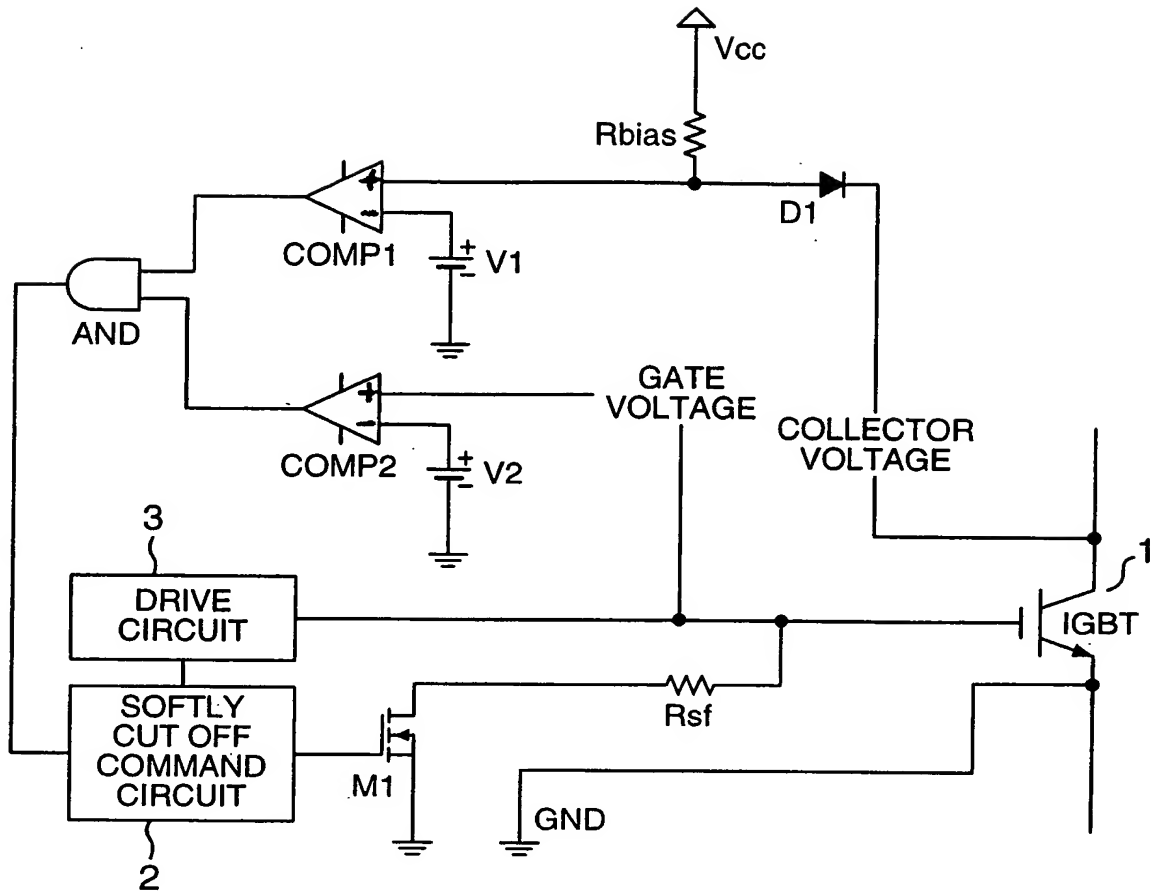 Vcc
Rbias
+
-
D1
COMP1
+
-
V1
AND
GATE
VOLTAGE
+
-
COLLECTOR
VOLTAGE
COMP2
+
-
V2
3
DRIVE
CIRCUIT
1
IGBT
SOFTLY
CUT OFF
COMMAND
CIRCUIT
Rsf
M1
GND
2